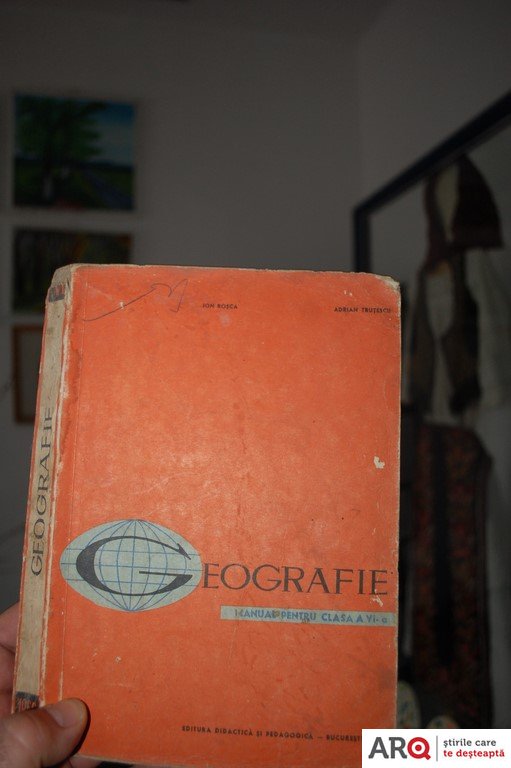 ION ROȘCA
ADRIAN TRUȚESCU
GEOGRAFIE
GEOGRAFIE
MANUAL PENTRU CLASA A VI-a
EDITURA DIDACTICĂ ȘI PEDAGOGICĂ – BUCUREȘTI
ARQ
știrile care
te deșteaptă